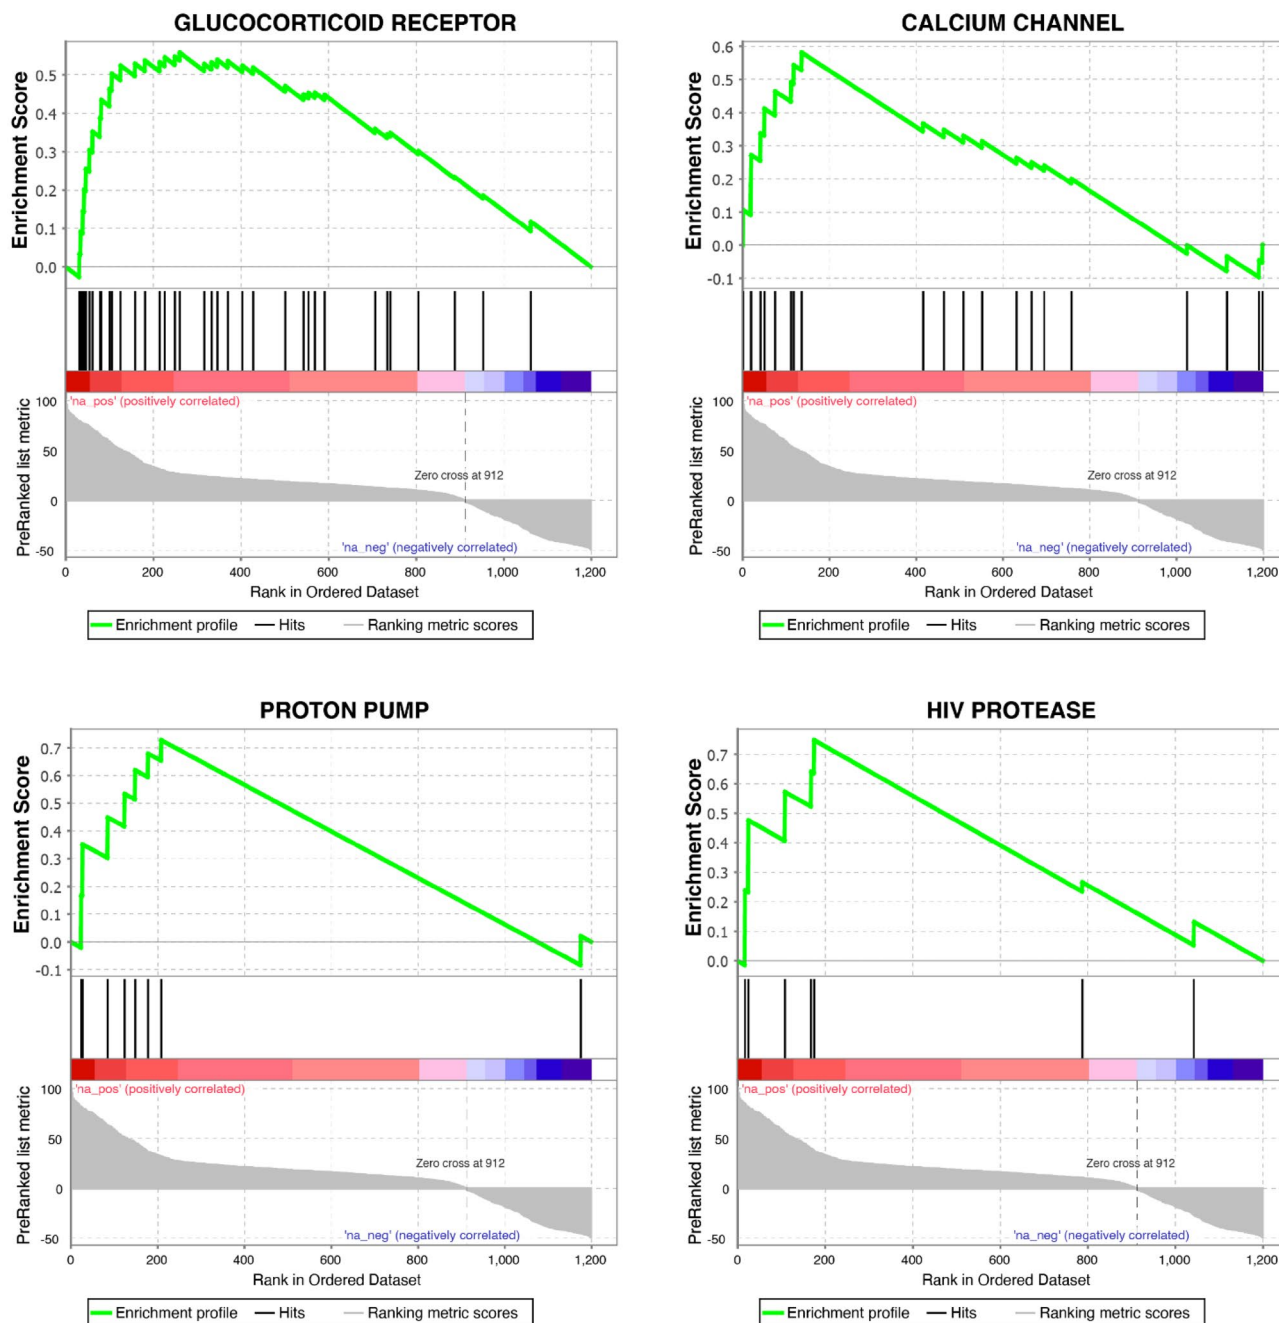 GLUCOCORTICOID RECEPTOR
Enrichment Score
0.5
0.4
0.3
0.2
0.1
0.0
PreRanked list metric
100
50
0
-50
'na_pos' (positively correlated)
Zero cross at 912
'na_neg' (negatively correlated)
0 200 400 600 800 1,000 1,200
Rank in Ordered Dataset
Enrichment profile — Hits Ranking metric scores
CALCIUM CHANNEL
Enrichment Score
0.6
0.5
0.4
0.3
0.2
0.1
0.0
-0.1
PreRanked list metric
100
50
0
-50
'na_pos' (positively correlated)
Zero cross at 912
'na_neg' (negatively correlated)
0 200 400 600 800 1,000 1,200
Rank in Ordered Dataset
Enrichment profile — Hits Ranking metric scores
PROTON PUMP
Enrichment Score
0.7
0.6
0.5
0.4
0.3
0.2
0.1
0.0
-0.1
PreRanked list metric
100
50
0
-50
'na_pos' (positively correlated)
Zero cross at 912
'na_neg' (negatively correlated)
0 200 400 600 800 1,000 1,200
Rank in Ordered Dataset
Enrichment profile — Hits Ranking metric scores
HIV PROTEASE
Enrichment Score
0.7
0.6
0.5
0.4
0.3
0.2
0.1
0.0
PreRanked list metric
100
50
0
-50
'na_pos' (positively correlated)
Zero cross at 912
'na_neg' (negatively correlated)
0 200 400 600 800 1,000 1,200
Rank in Ordered Dataset
Enrichment profile — Hits Ranking metric scores